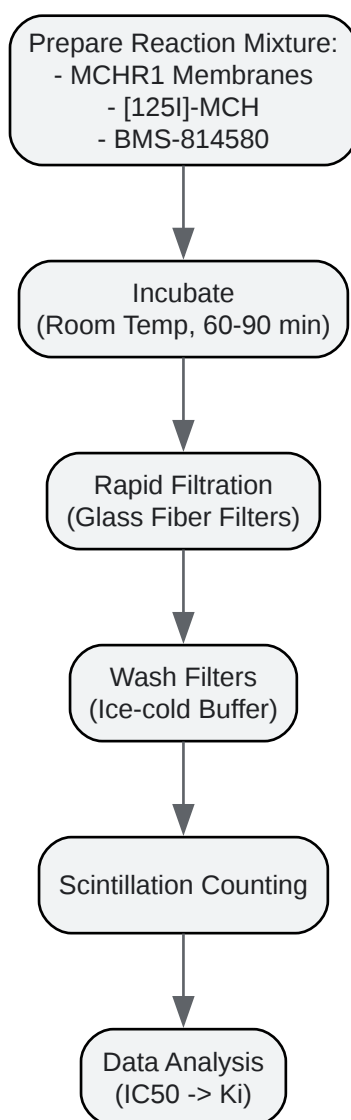 Prepare Reaction Mixture:
- MCHR1 Membranes
- [125I]-MCH
- BMS-814580
Incubate
(Room Temp, 60-90 min)
Rapid Filtration
(Glass Fiber Filters)
Wash Filters
(Ice-cold Buffer)
Scintillation Counting
Data Analysis
(IC50 -> Ki)